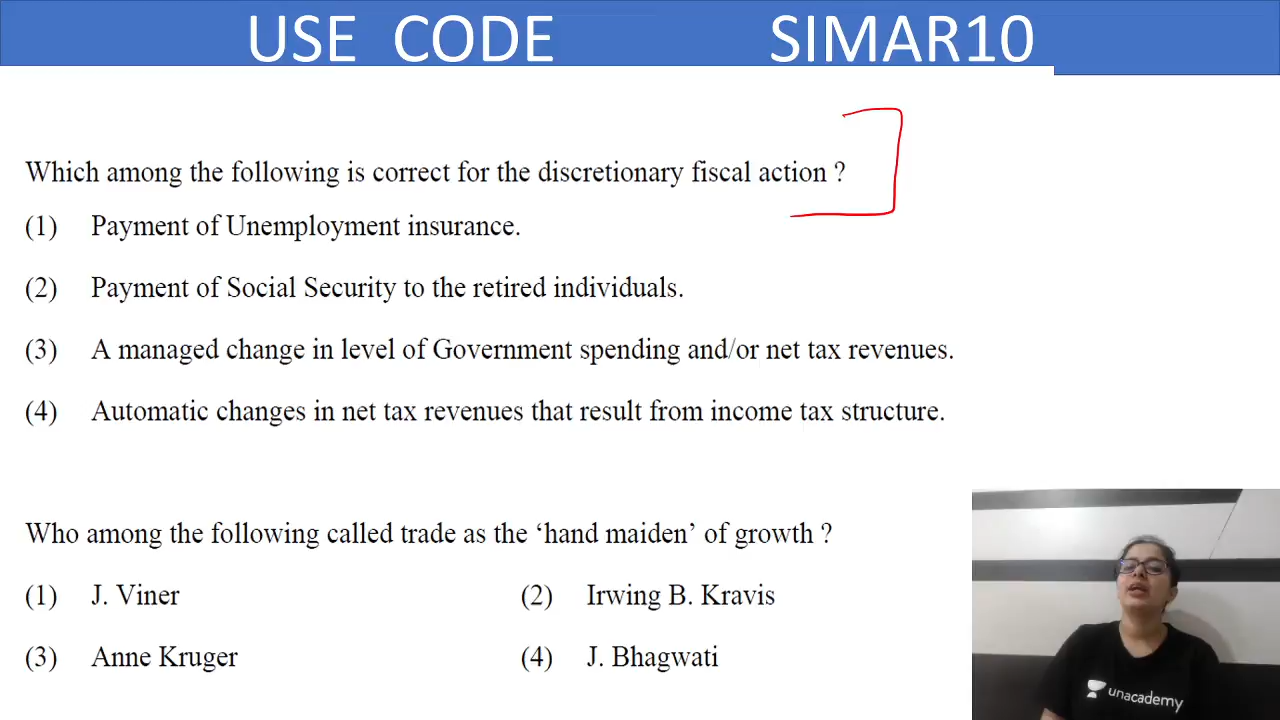 USE CODE SIMAR10
Which among the following is correct for the discretionary fiscal action ?
(1) Payment of Unemployment insurance.
(2) Payment of Social Security to the retired individuals.
(3) A managed change in level of Government spending and/or net tax revenues.
(4) Automatic changes in net tax revenues that result from income tax structure.
Who among the following called trade as the ‘hand maiden’ of growth ?
(1) J. Viner (2) Irwing B. Kravis
(3) Anne Kruger (4) J. Bhagwati
unacademy